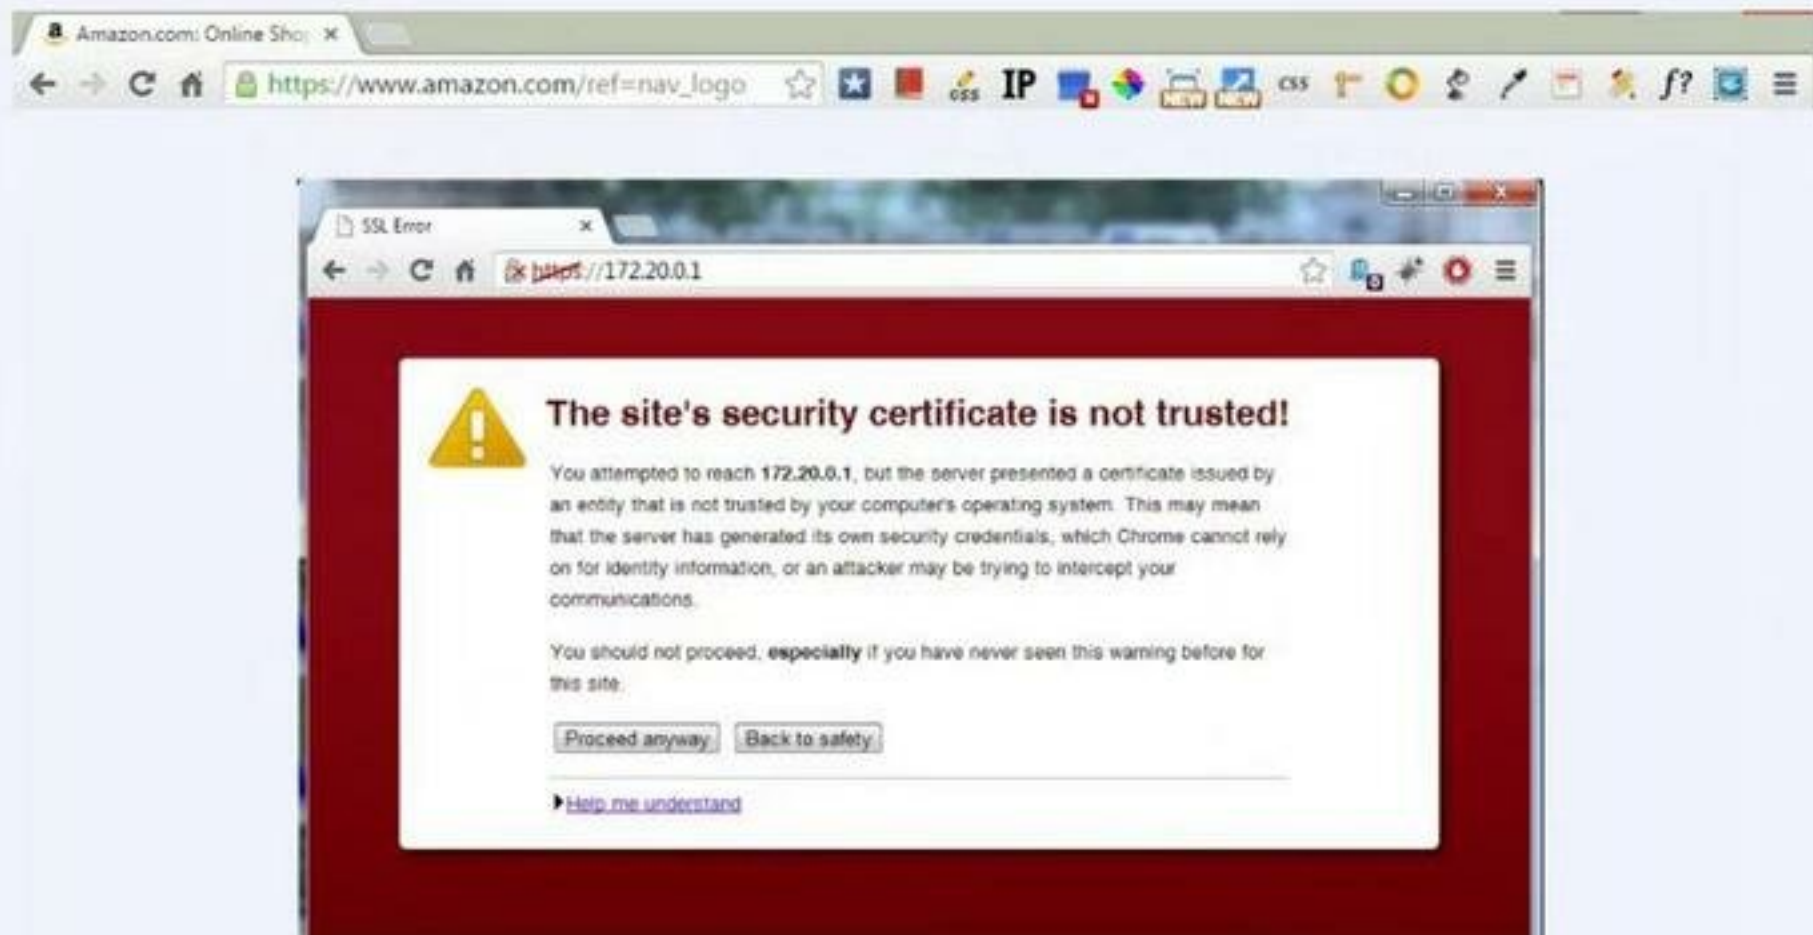 Amazon.com: Online Sho
https://www.amazon.com/ref=nav_logo
css
IP
NEW
NEW
css
f?
SSL Error
https://172.20.0.1
The site's security certificate is not trusted!
You attempted to reach 172.20.0.1, but the server presented a certificate issued by
an entity that is not trusted by your computer's operating system. This may mean
that the server has generated its own security credentials, which Chrome cannot rely
on for identity information, or an attacker may be trying to intercept your
communications.
You should not proceed, especially if you have never seen this warning before for
this site.
Proceed anyway
Back to safety
Help me understand